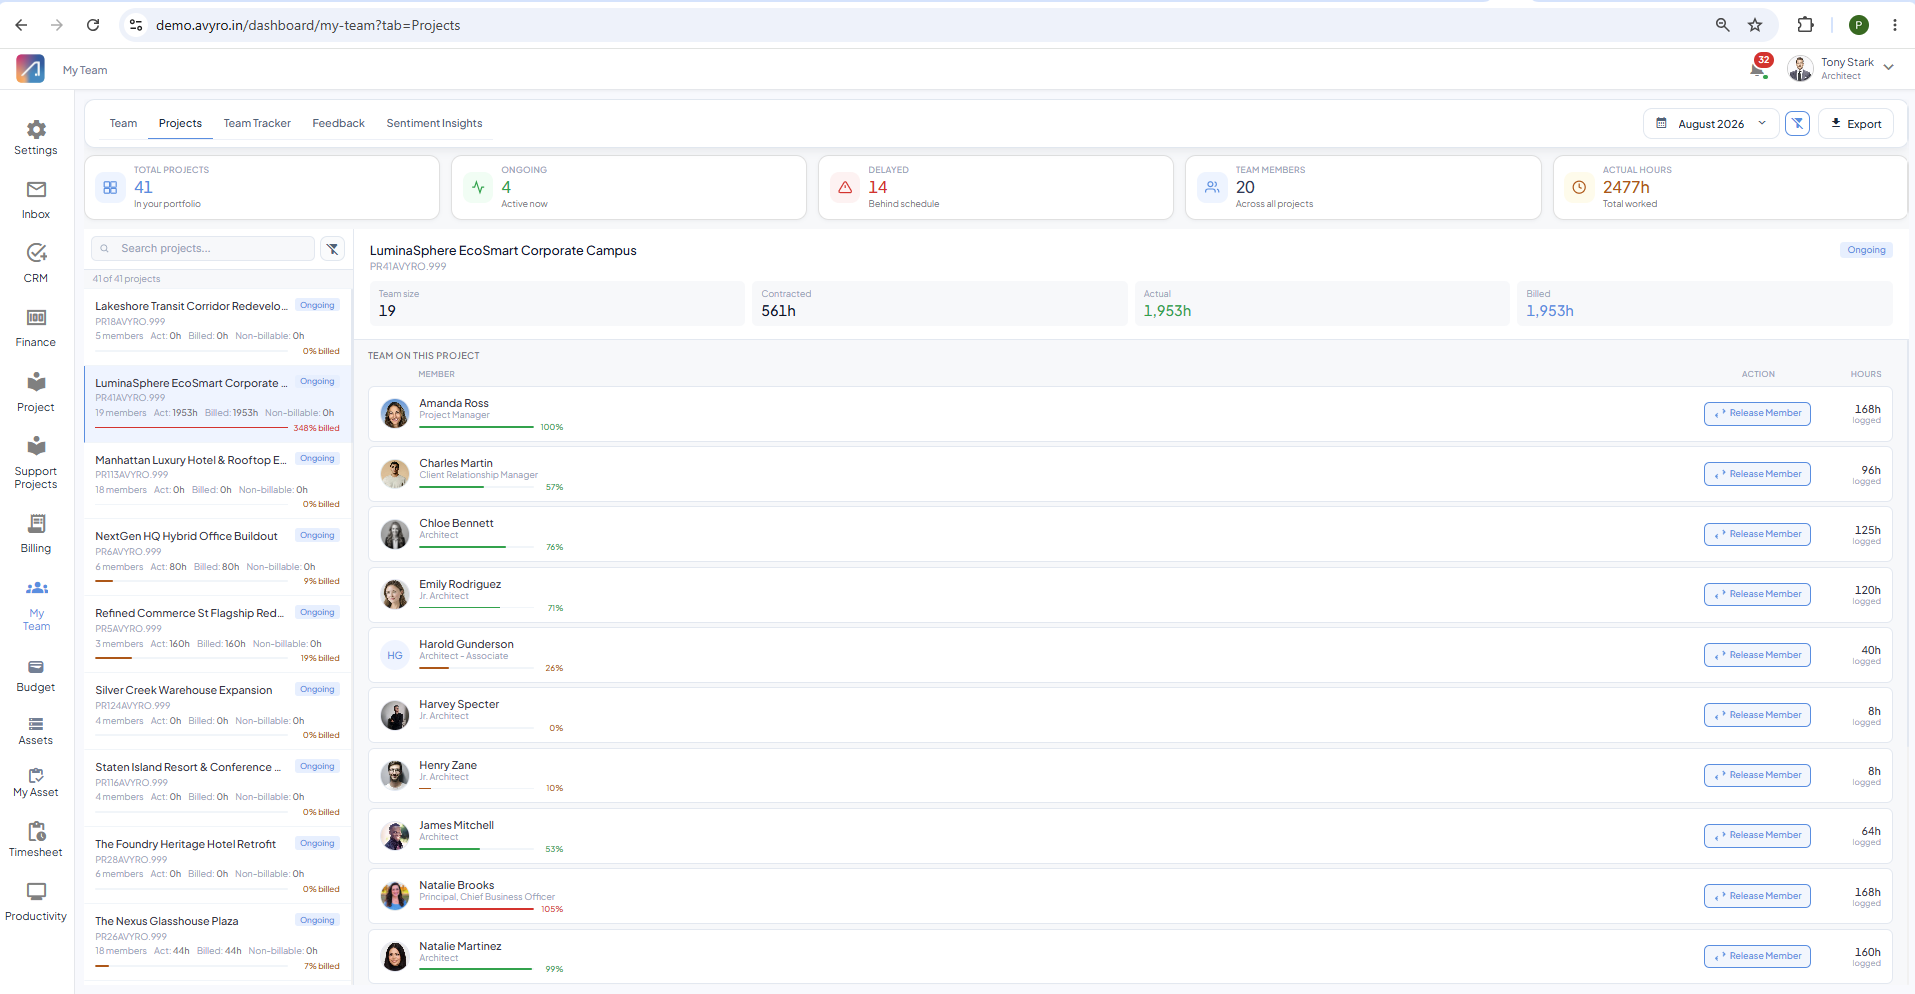 demo.avyro.in/dashboard/my-team?tab=Projects
P
My Team
32
Tony Stark
Architect
Settings
Inbox
CRM
Finance
Project
Support
Projects
Billing
My
Team
Budget
Assets
My Asset
Timesheet
Productivity
Team Projects Team Tracker Feedback Sentiment Insights
August 2026
Export
TOTAL PROJECTS
41
In your portfolio
ONGOING
4
Active now
DELAYED
14
Behind schedule
TEAM MEMBERS
20
Across all projects
ACTUAL HOURS
2477h
Total worked
Search projects...
41 of 41 projects
Lakeshore Transit Corridor Redevelo... Ongoing
PR18AVYRO.999
5 members Act: 0h Billed: 0h Non-billable: 0h
0% billed
LuminaSphere EcoSmart Corporate ... Ongoing
PR41AVYRO.999
19 members Act: 1953h Billed: 1953h Non-billable: 0h
348% billed
Manhattan Luxury Hotel & Rooftop E... Ongoing
PR113AVYRO.999
18 members Act: 0h Billed: 0h Non-billable: 0h
0% billed
NextGen HQ Hybrid Office Buildout Ongoing
PR6AVYRO.999
6 members Act: 80h Billed: 80h Non-billable: 0h
9% billed
Refined Commerce St Flagship Red... Ongoing
PR5AVYRO.999
3 members Act: 160h Billed: 160h Non-billable: 0h
19% billed
Silver Creek Warehouse Expansion Ongoing
PR124AVYRO.999
4 members Act: 0h Billed: 0h Non-billable: 0h
0% billed
Staten Island Resort & Conference ... Ongoing
PR116AVYRO.999
4 members Act: 0h Billed: 0h Non-billable: 0h
0% billed
The Foundry Heritage Hotel Retrofit Ongoing
PR28AVYRO.999
6 members Act: 0h Billed: 0h Non-billable: 0h
0% billed
The Nexus Glasshouse Plaza Ongoing
PR26AVYRO.999
18 members Act: 44h Billed: 44h Non-billable: 0h
7% billed
LuminaSphere EcoSmart Corporate Campus
PR41AVYRO.999
Ongoing
Team size
19
Contracted
561h
Actual
1,953h
Billed
1,953h
TEAM ON THIS PROJECT
MEMBER ACTION HOURS
Amanda Ross
Project Manager
100%
Release Member
168h
logged
Charles Martin
Client Relationship Manager
57%
Release Member
96h
logged
Chloe Bennett
Architect
76%
Release Member
125h
logged
Emily Rodriguez
Jr. Architect
71%
Release Member
120h
logged
HG
Harold Gunderson
Architect - Associate
26%
Release Member
40h
logged
Harvey Specter
Jr. Architect
0%
Release Member
8h
logged
Henry Zane
Jr. Architect
10%
Release Member
8h
logged
James Mitchell
Architect
53%
Release Member
64h
logged
Natalie Brooks
Principal, Chief Business Officer
105%
Release Member
168h
logged
Natalie Martinez
Architect
99%
Release Member
160h
logged